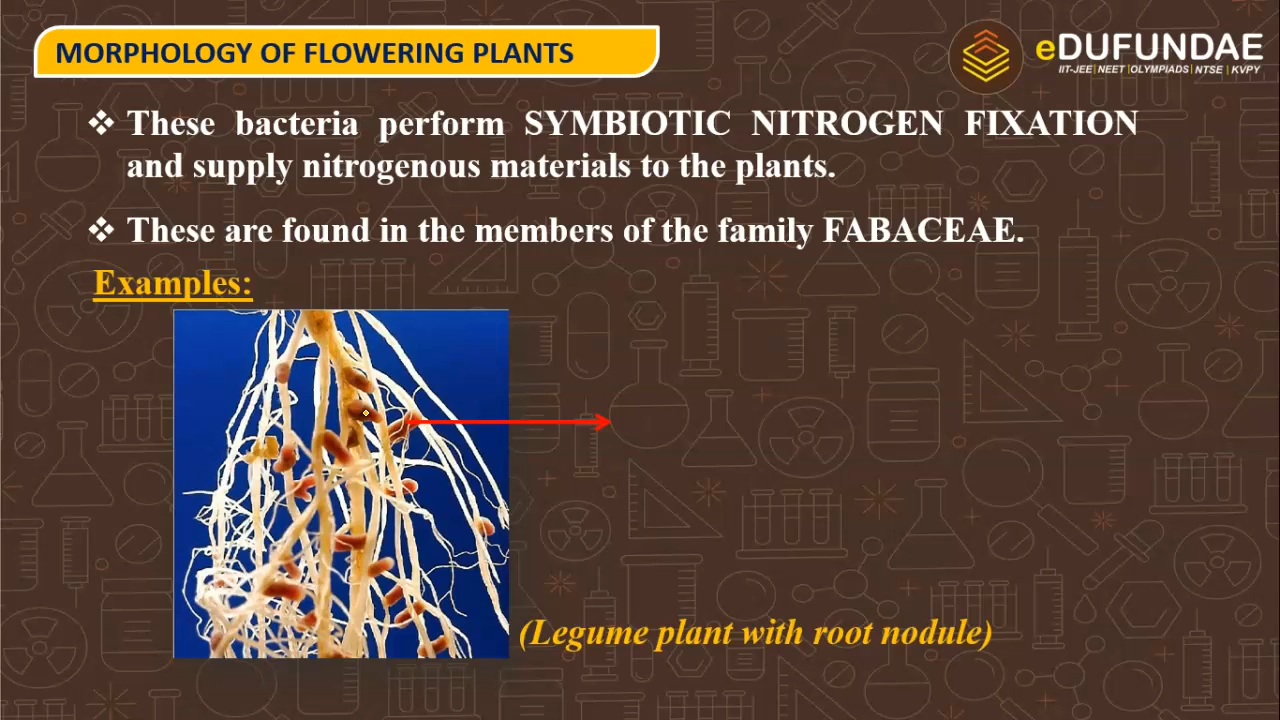 MORPHOLOGY OF FLOWERING PLANTS
eDUFUNDAE
IIT-JEE|NEET|OLYMPIADS|NTSE|KVPY
❖ These bacteria perform SYMBIOTIC NITROGEN FIXATION
and supply nitrogenous materials to the plants.
❖ These are found in the members of the family FABACEAE.
Examples:
(Legume plant with root nodule)